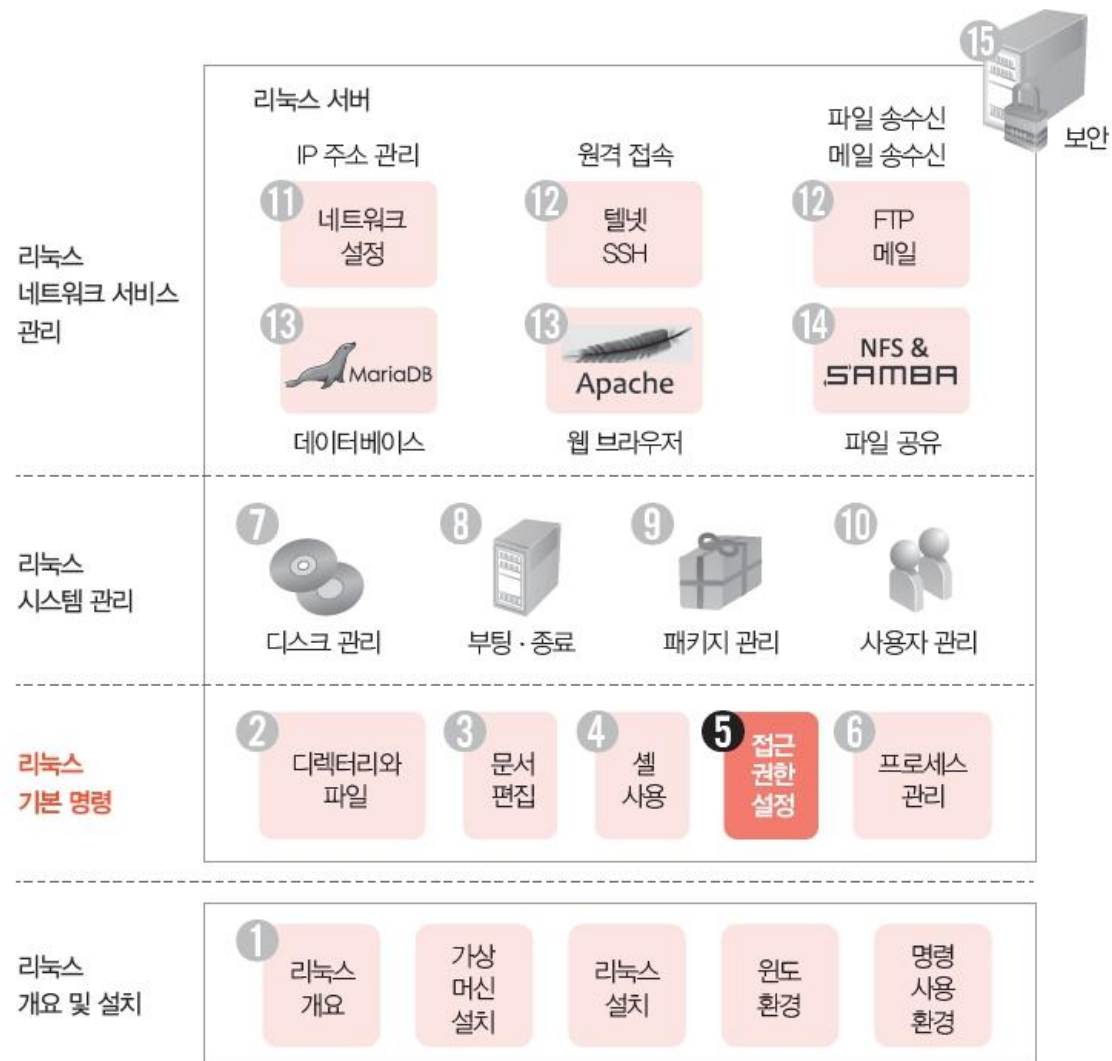 15
보안
리눅스 서버
IP 주소 관리
원격 접속
파일 송수신
메일 송수신
리눅스
네트워크 서비스
관리
11
네트워크
설정
12
텔넷
SSH
12
FTP
메일
13
MariaDB
13
Apache
14
NFS &
SAMBA
데이터베이스
웹 브라우저
파일 공유
리눅스
시스템 관리
7
디스크 관리
8
부팅 · 종료
9
패키지 관리
10
사용자 관리
리눅스
기본 명령
2
디렉터리와
파일
3
문서
편집
4
셸
사용
5
접근
권한
설정
6
프로세스
관리
리눅스
개요 및 설치
1
리눅스
개요
가상
머신
설치
리눅스
설치
윈도
환경
명령
사용
환경